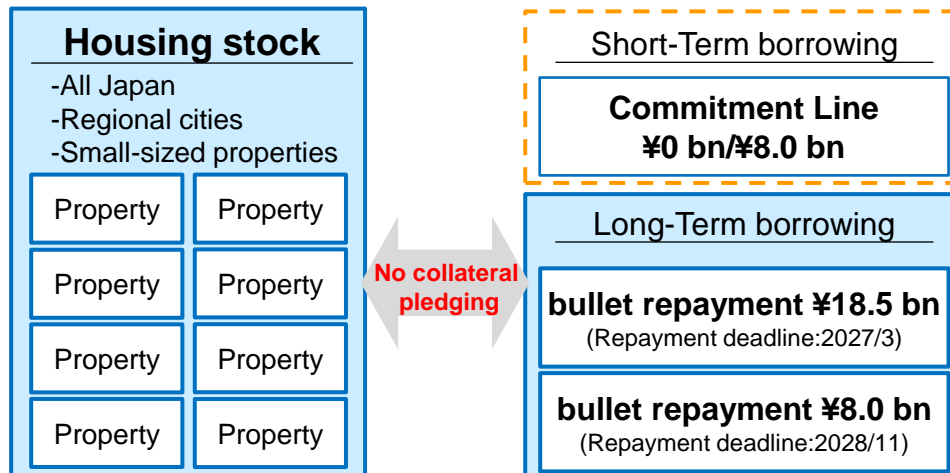 Housing stock
-All Japan
-Regional cities
-Small-sized properties
Property
Property
Property
Property
Property
Property
Property
Property
No collateral
pledging
Short-Term borrowing
Commitment Line
¥0 bn/¥8.0 bn
Long-Term borrowing
bullet repayment ¥18.5 bn
(Repayment deadline:2027/3)
bullet repayment ¥8.0 bn
(Repayment deadline:2028/11)